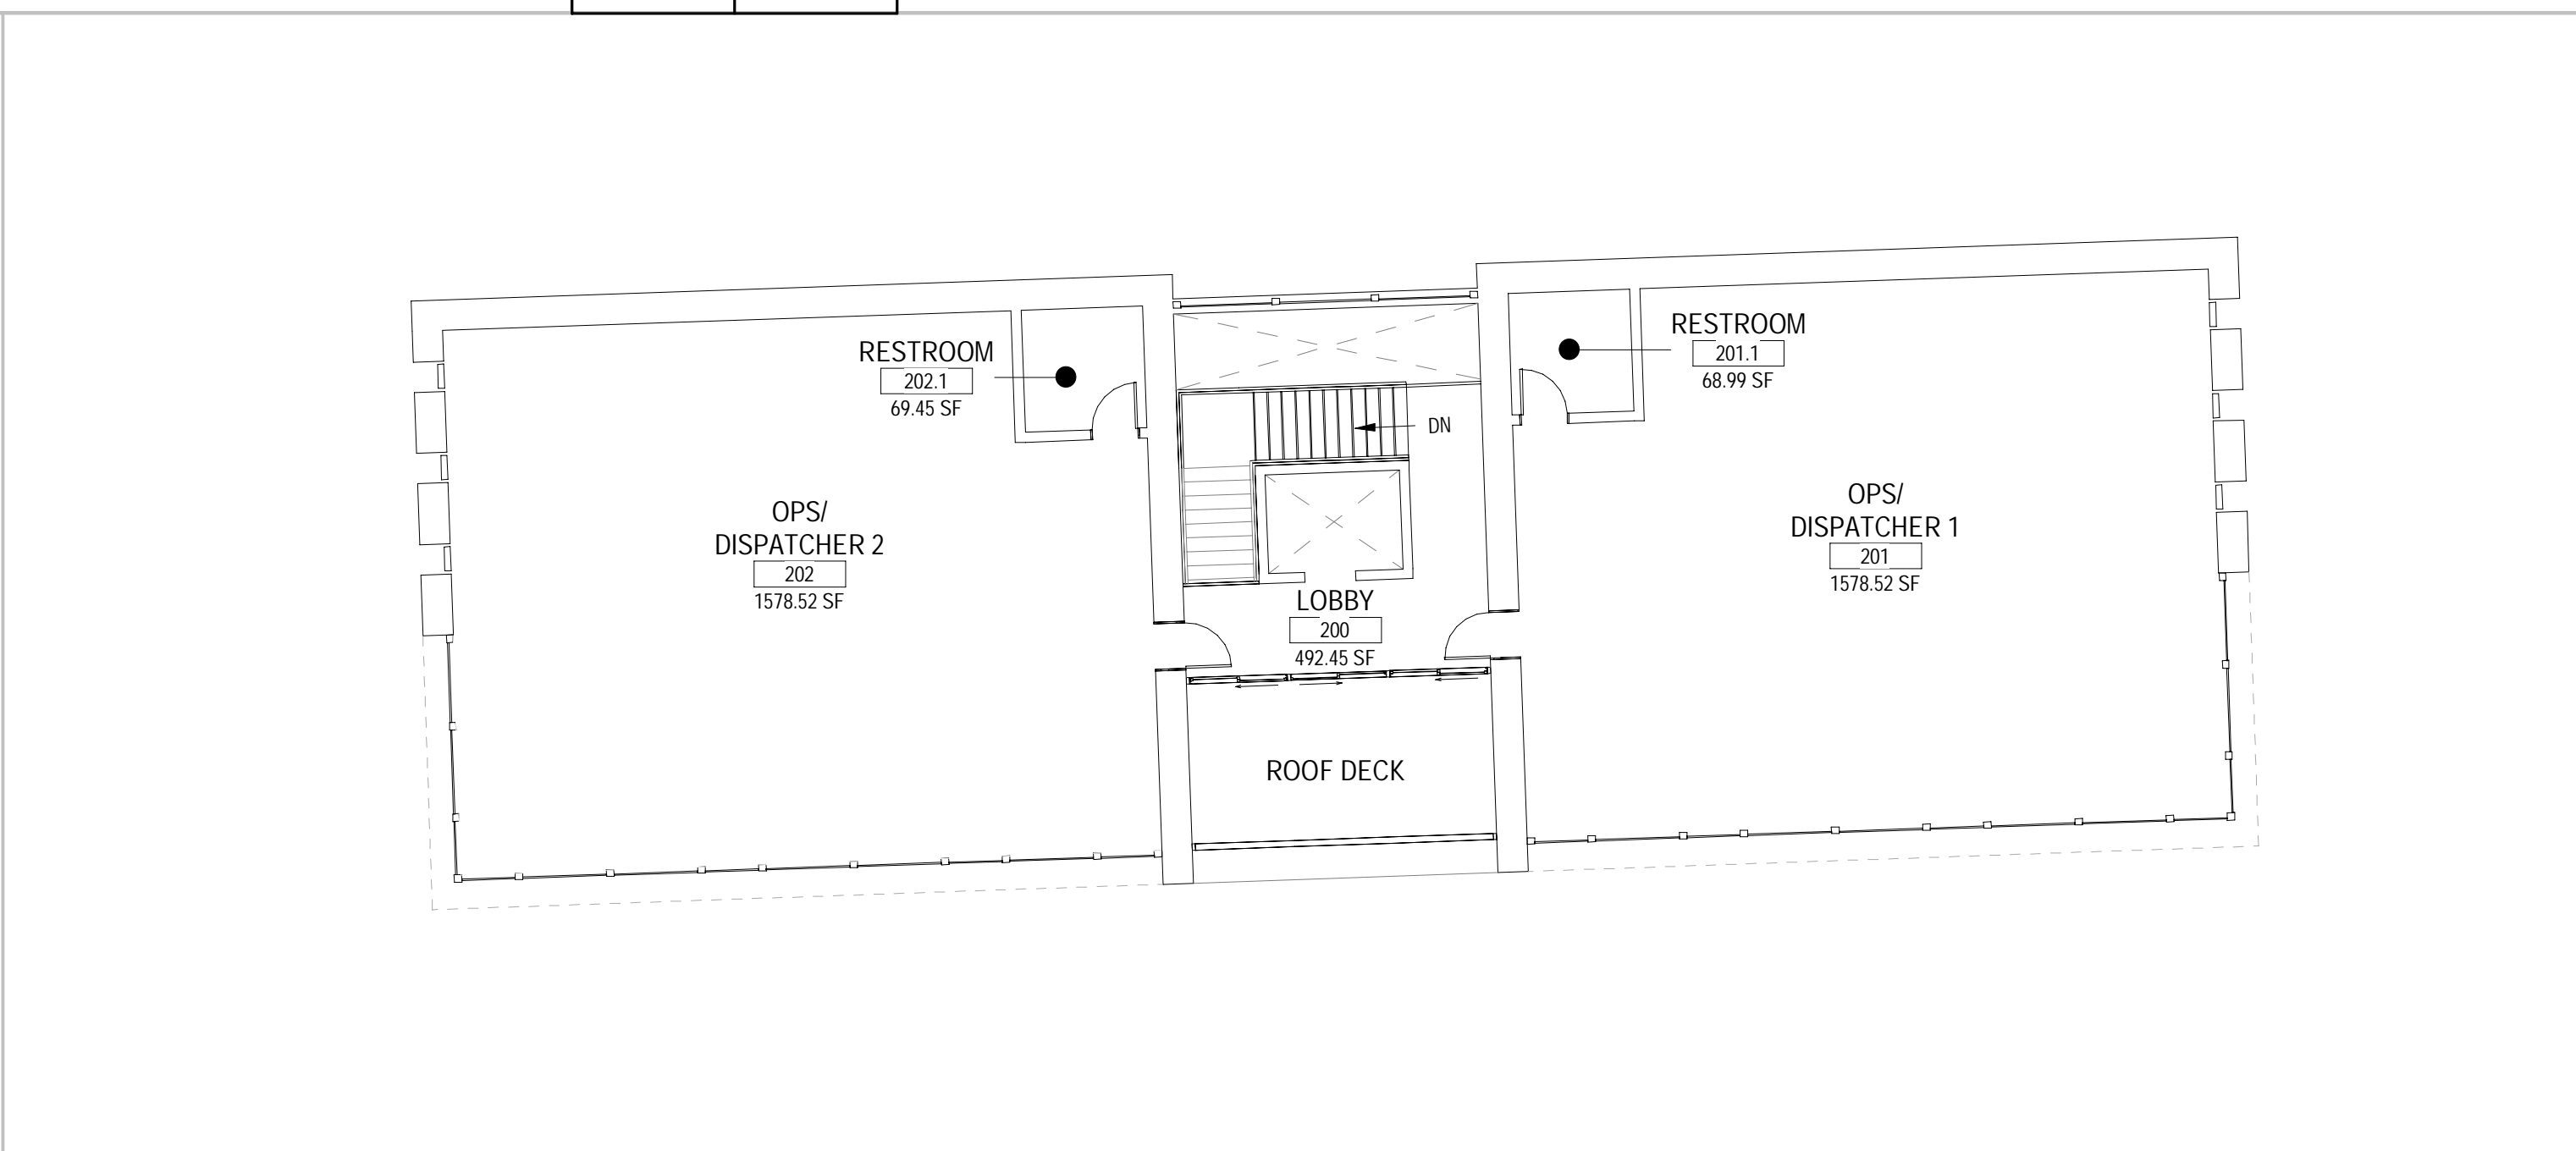 RESTROOM
202.1
69.45 SF
RESTROOM
201.1
68.99 SF
DN
OPS/
DISPATCHER 2
202
1578.52 SF
OPS/
DISPATCHER 1
201
1578.52 SF
LOBBY
200
492.45 SF
ROOF DECK